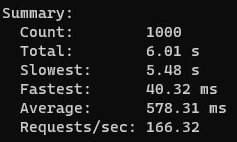 Summary:
  Count:        1000
  Total:        6.01 s
  Slowest:      5.48 s
  Fastest:      40.32 ms
  Average:      578.31 ms
  Requests/sec: 166.32